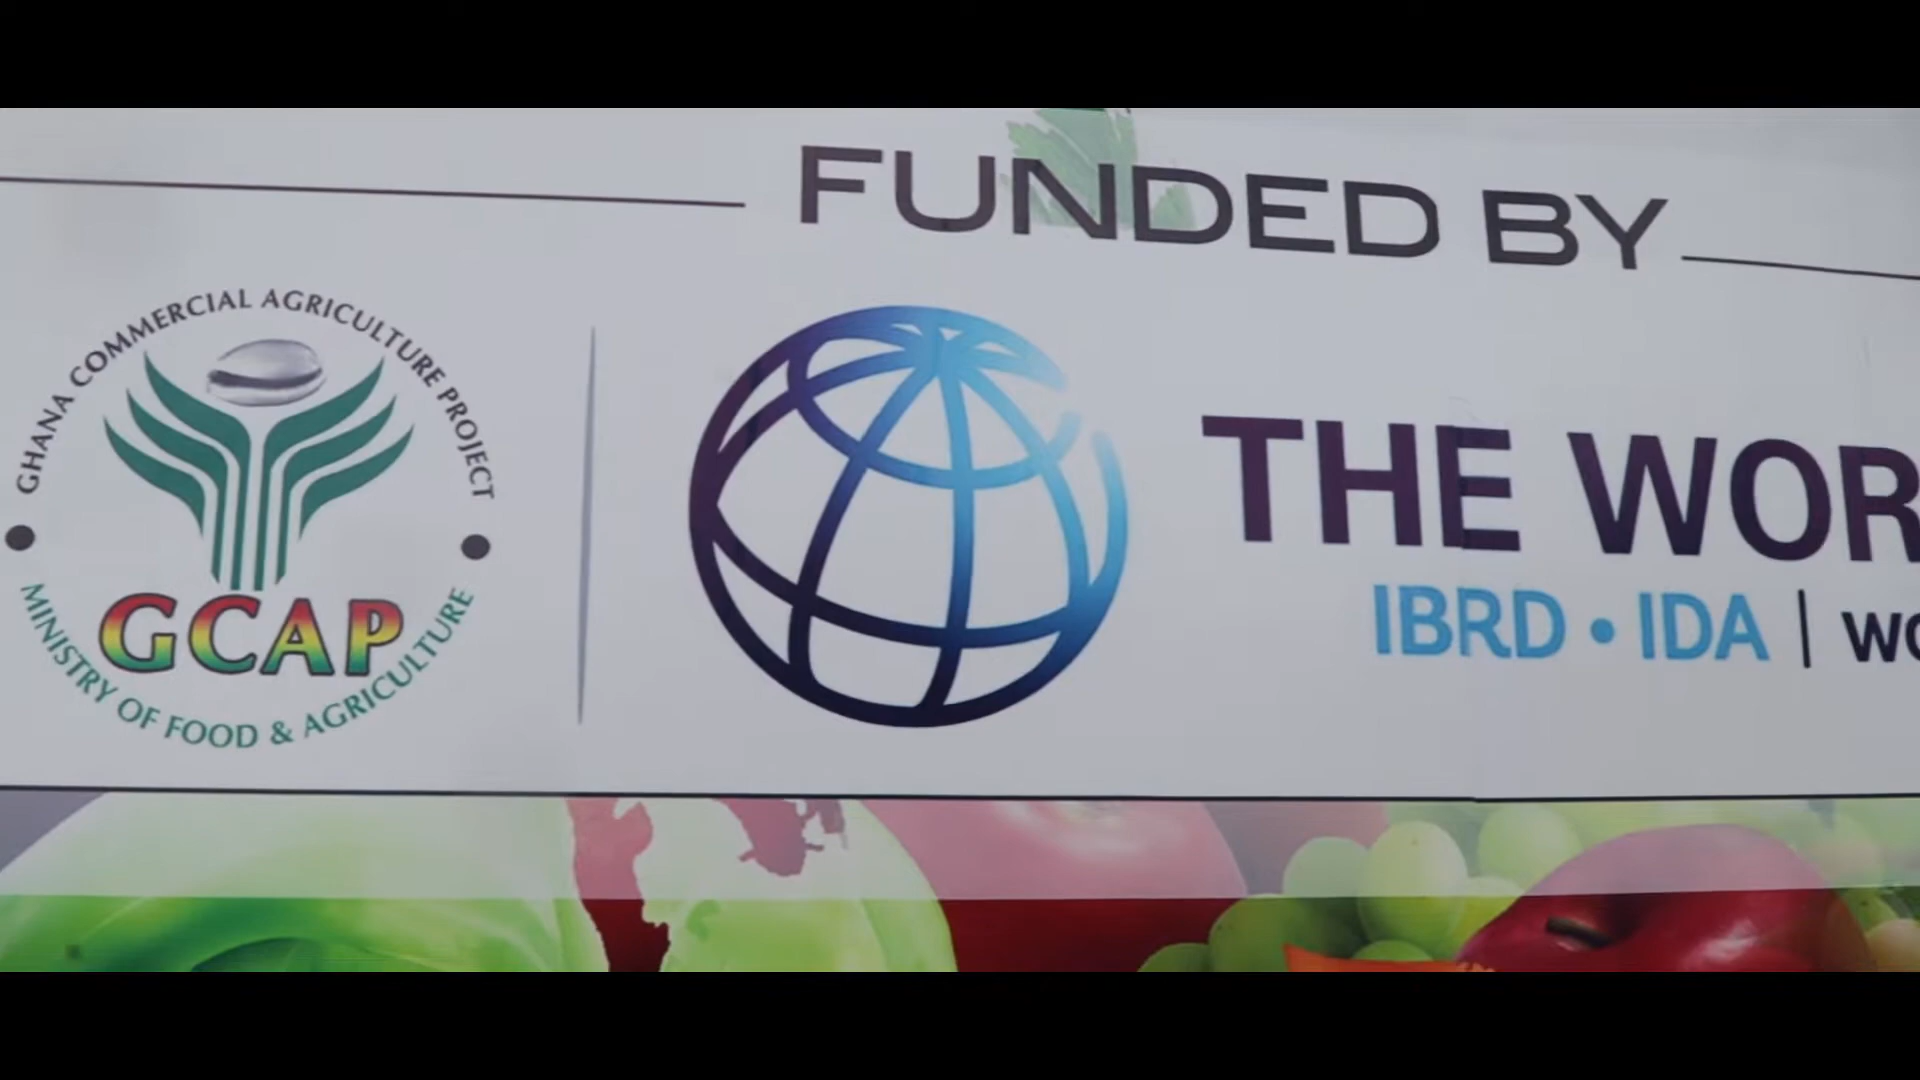 FUNDED BY
GHANA COMMERCIAL AGRICULTURE PROJECT
GCAP
MINISTRY OF FOOD & AGRICULTURE
THE WOR
IBRD • IDA | WO